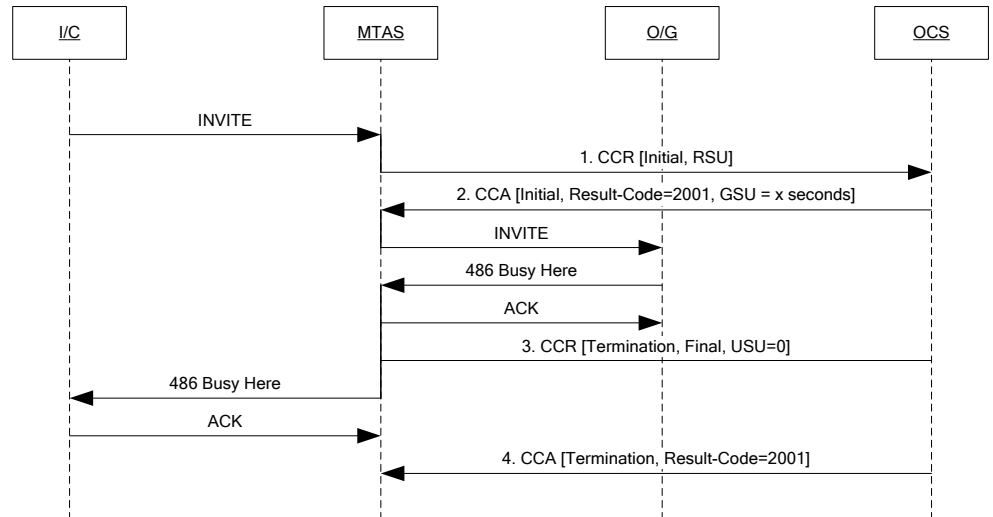 I/C
MTAS
O/G
OCS
INVITE
1. CCR [Initial, RSU]
2. CCA [Initial, Result-Code=2001, GSU = x seconds]
INVITE
486 Busy Here
ACK
3. CCR [Termination, Final, USU=0]
486 Busy Here
ACK
4. CCA [Termination, Result-Code=2001]